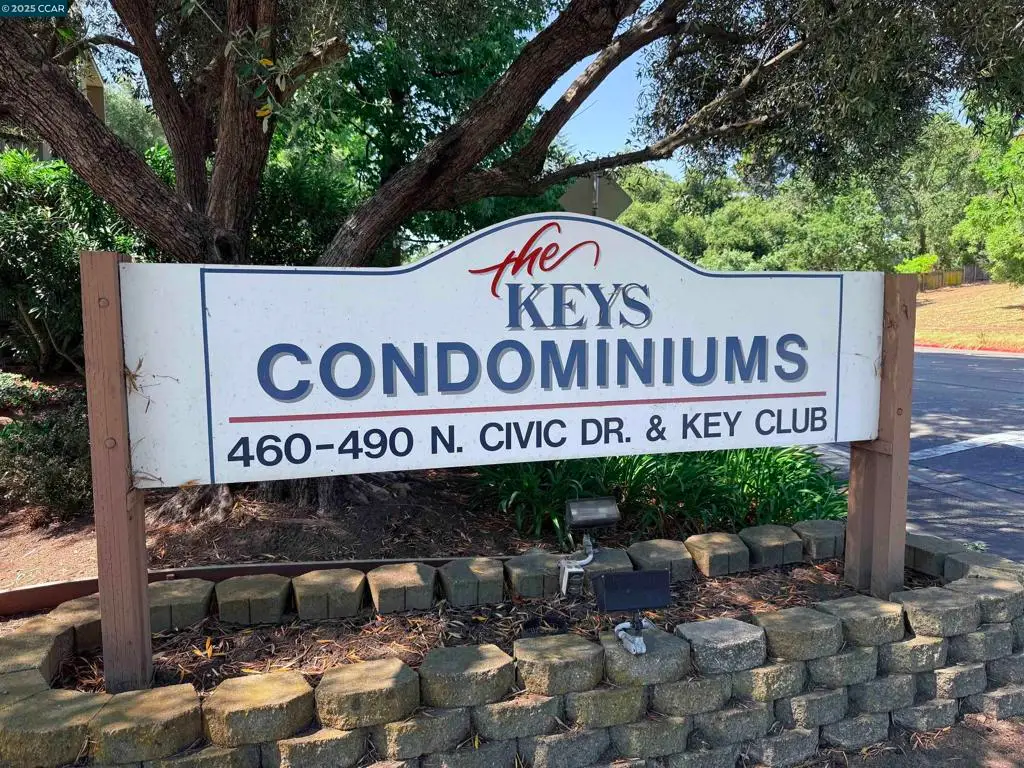 © 2025 CCAR
the
KEYS
CONDOMINIUMS
460-490 N. CIVIC DR. & KEY CLUB